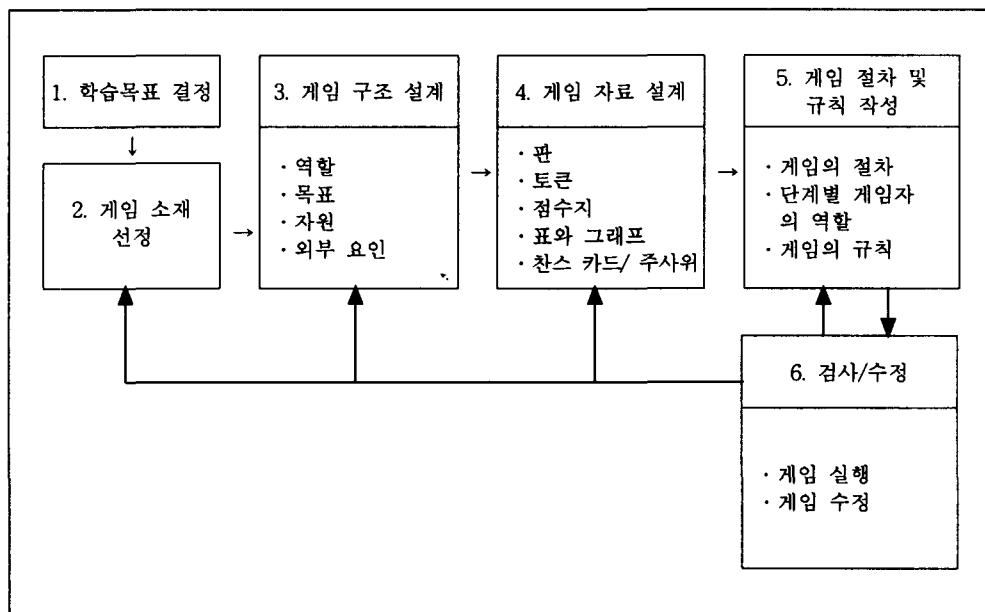 1. 학습목표 결정
↓
2. 게임 소재
선정
→
3. 게임 구조 설계
· 역할
· 목표
· 자원
· 외부 요인
→
4. 게임 자료 설계
· 판
· 토큰
· 점수지
· 표와 그래프
· 찬스 카드/ 주사위
→
5. 게임 절차 및
규칙 작성
· 게임의 절차
· 단계별 게임자
의 역할
· 게임의 규칙
6. 검사/수정
· 게임 실행
· 게임 수정